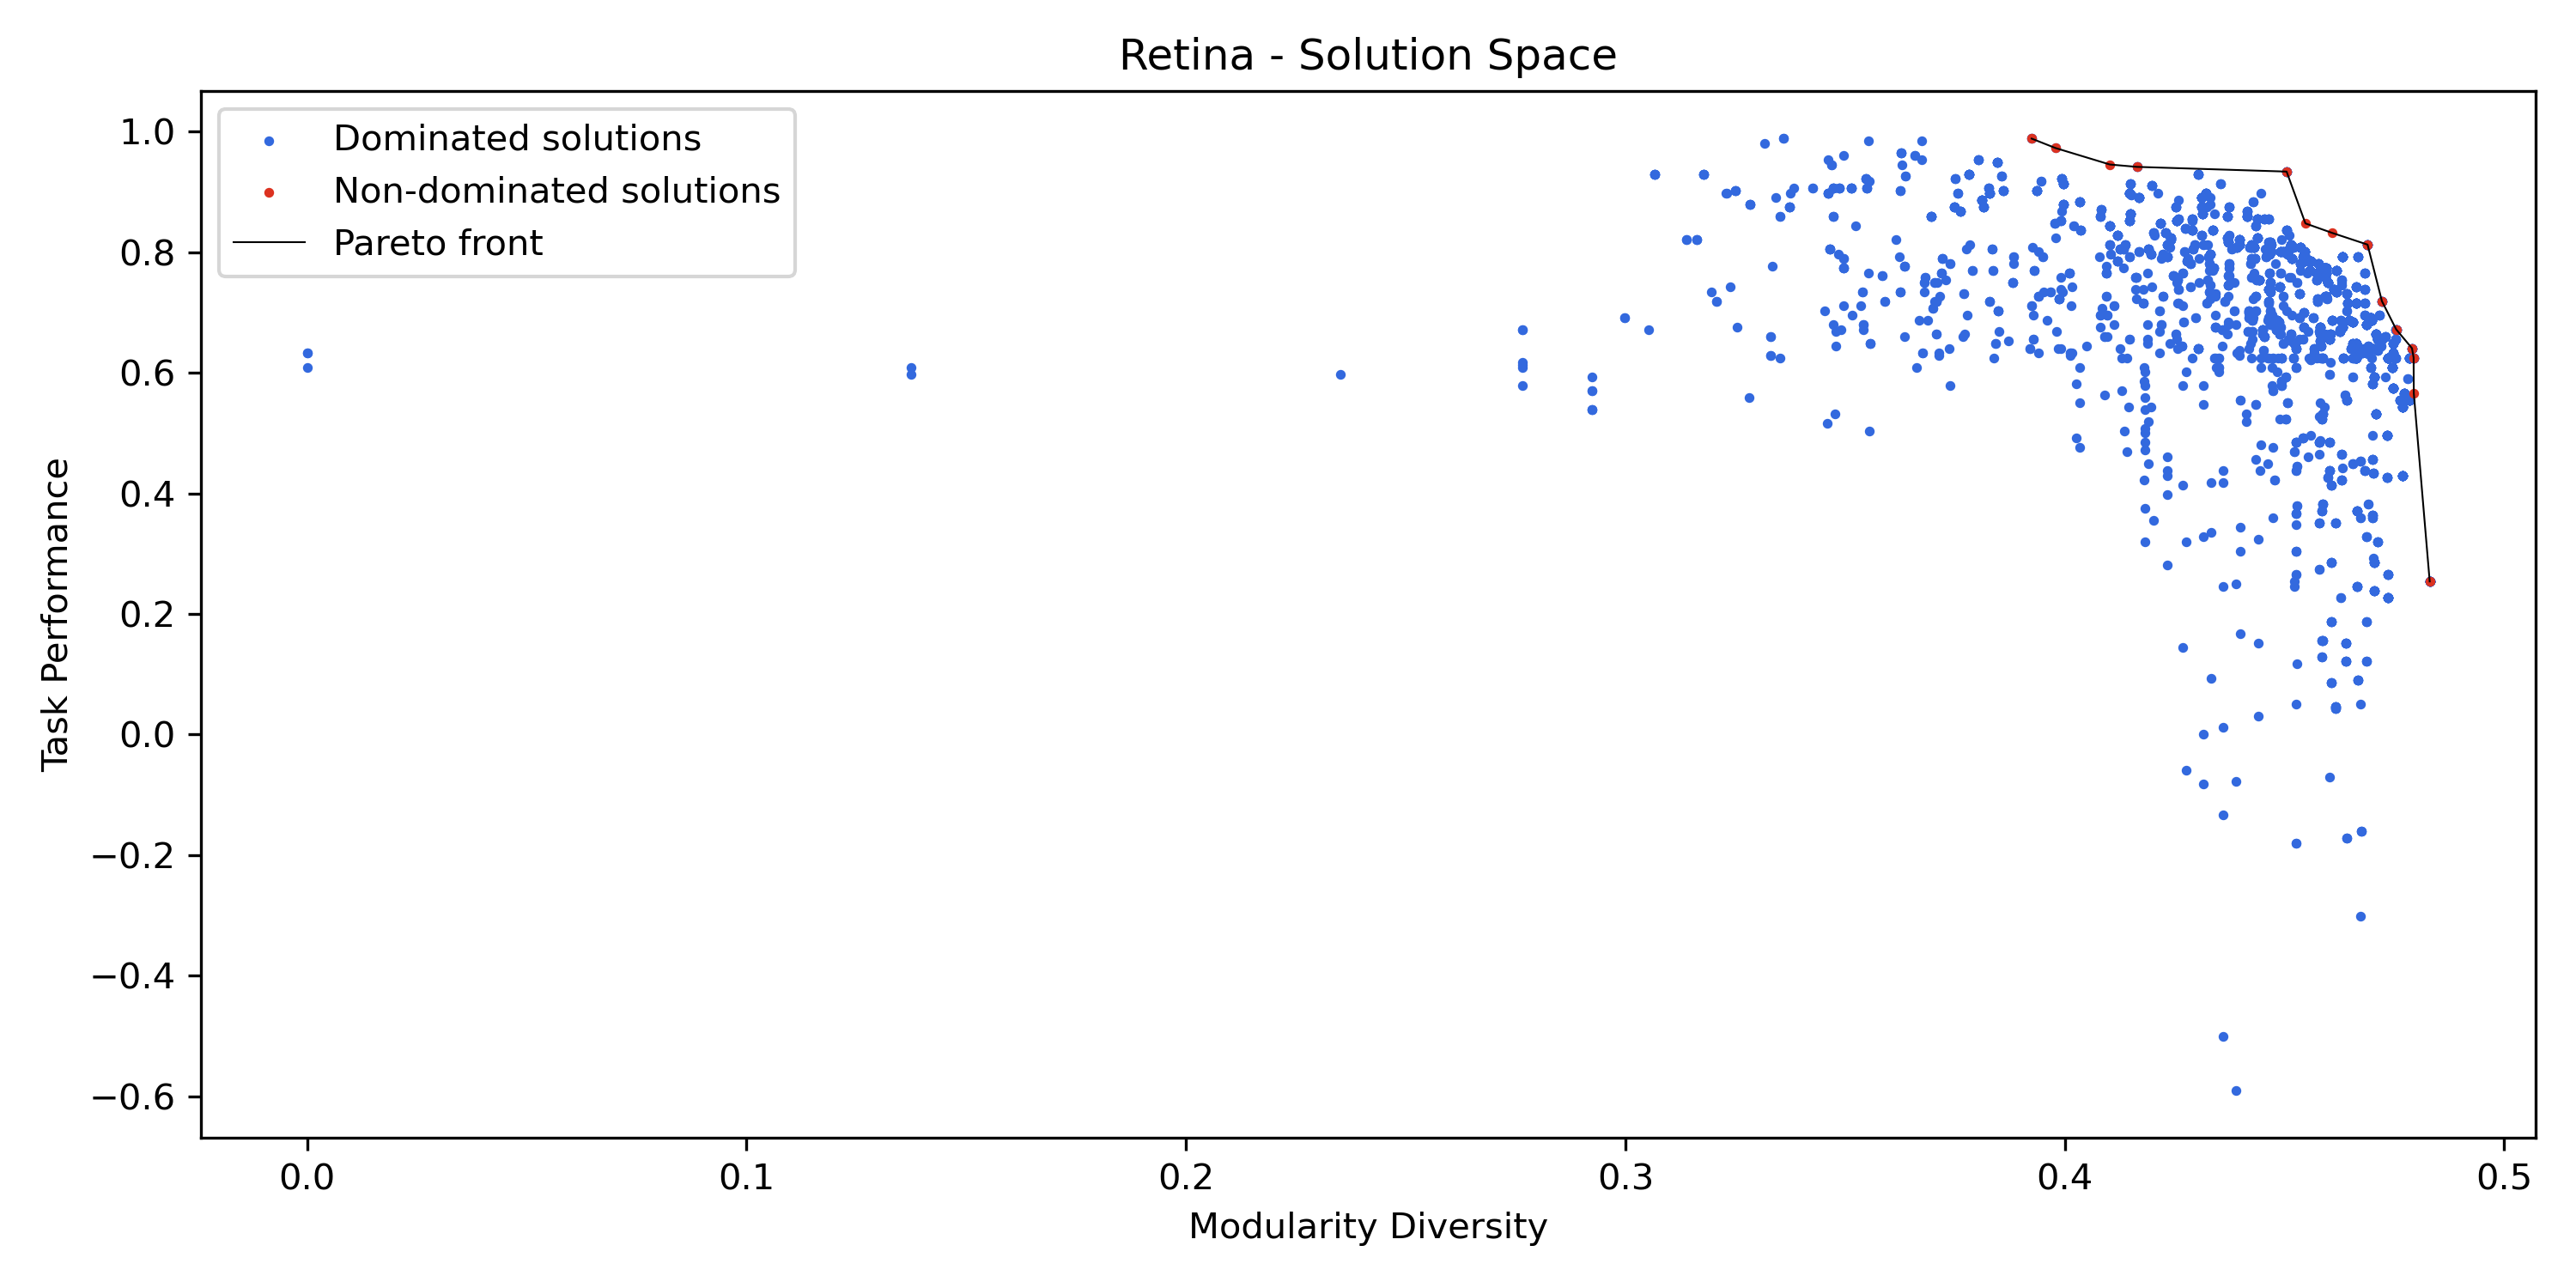 Retina - Solution Space
Dominated solutions
Non-dominated solutions
Pareto front
1.0
0.8
0.6
0.4
0.2
0.0
−0.2
−0.4
−0.6
Task Performance
0.0 0.1 0.2 0.3 0.4 0.5
Modularity Diversity